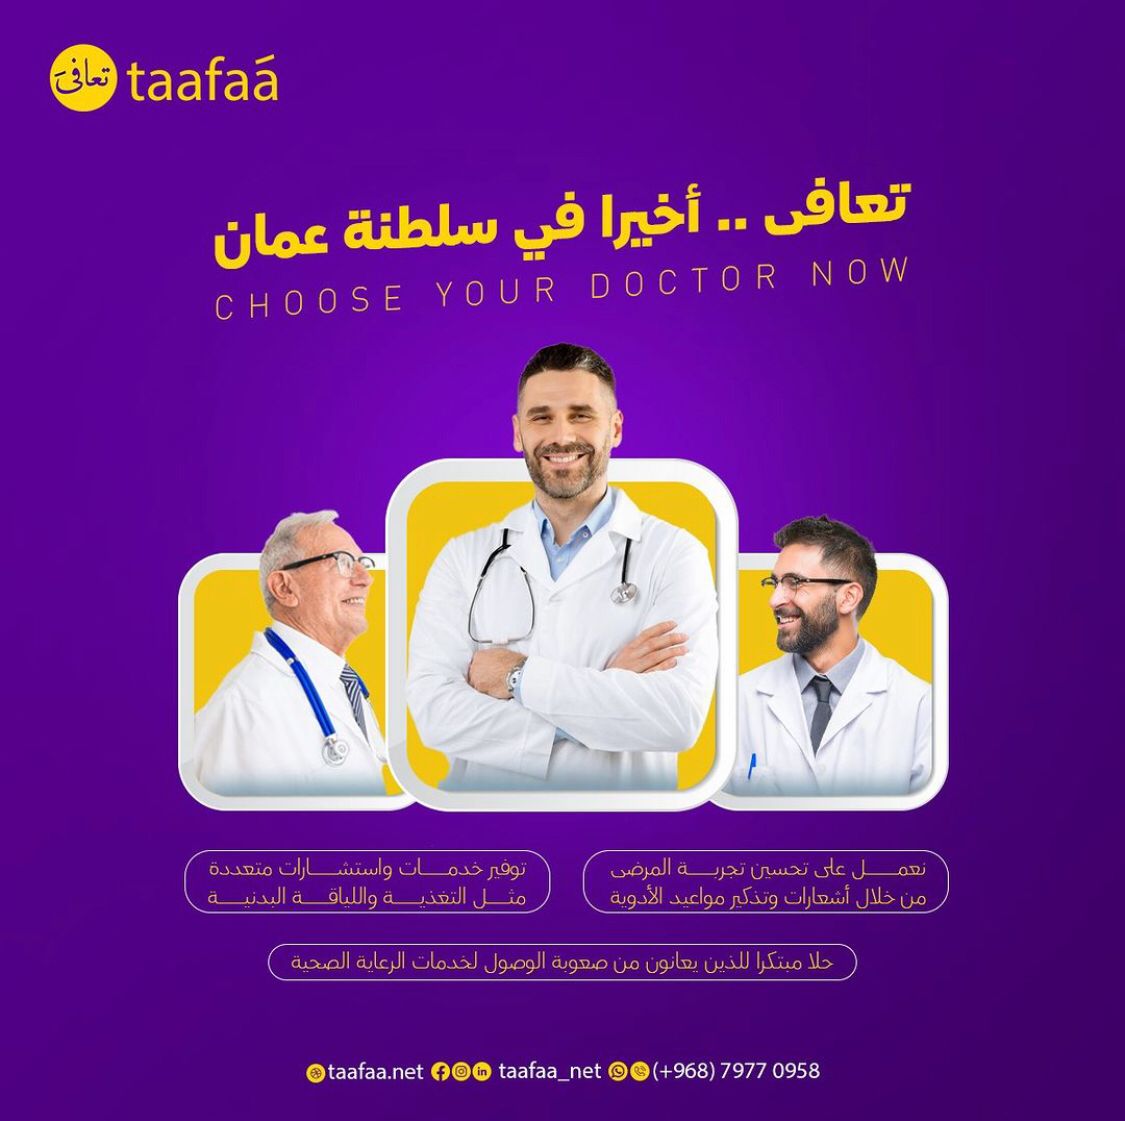 تعافى taafaá
تعافى .. أخيرا في سلطنة عمان
CHOOSE YOUR DOCTOR NOW
نعمل على تحسين تجربة المرضى
من خلال أشعارات وتذكير مواعيد الأدوية
توفير خدمات واستشارات متعددة
مثل التغذية واللياقة البدنية
حلا مبتكرا للذين يعانون من صعوبة الوصول لخدمات الرعاية الصحية
taafaa.net taafaa_net (+968) 7977 0958